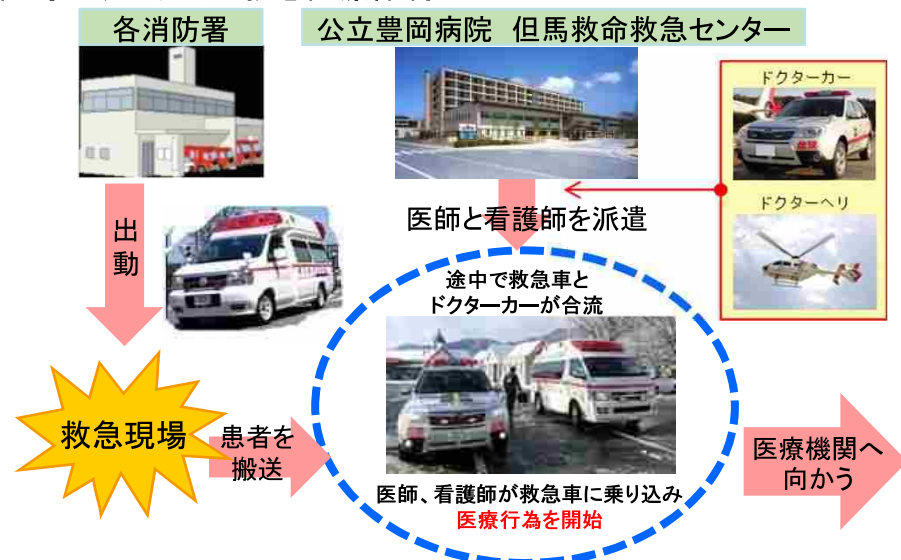 各消防署
公立豊岡病院　但馬救命救急センター
ドクターカー
ドクターヘリ
出動
医師と看護師を派遣
途中で救急車と
ドクターカーが合流
救急現場
患者を
搬送
医師、看護師が救急車に乗り込み
医療行為を開始
医療機関へ
向かう